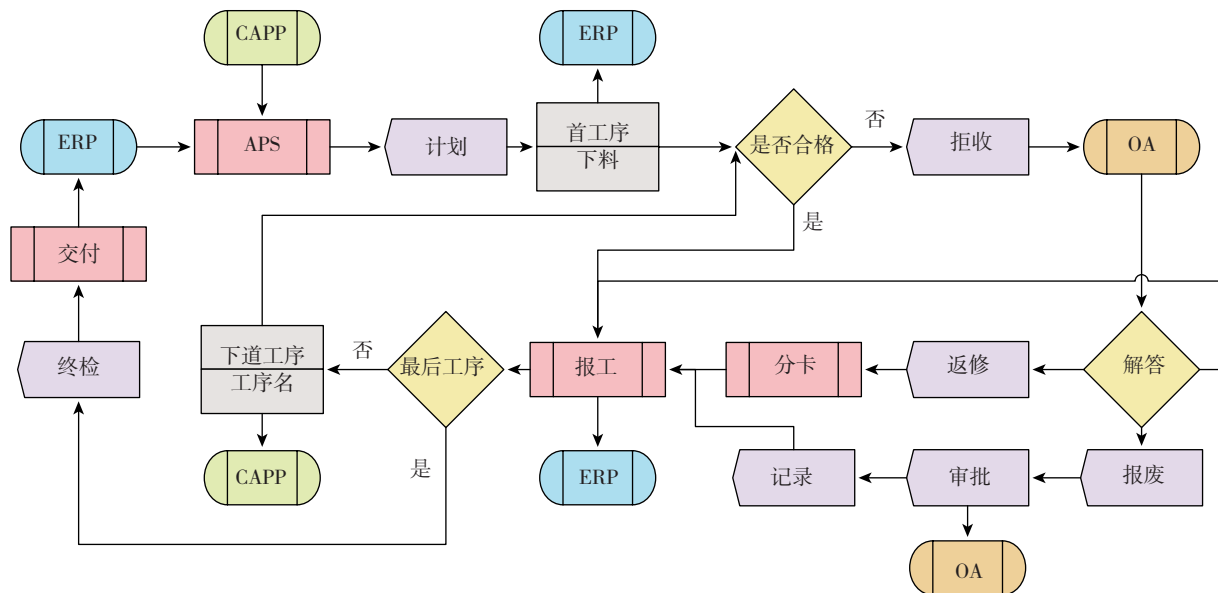 CAPP
ERP
ERP
APS
计划
首工序
下料
是否合格
否
拒收
OA
是
交付
终检
下道工序
工序名
否
最后工序
报工
分卡
返修
解答
CAPP
是
ERP
记录
审批
报废
OA